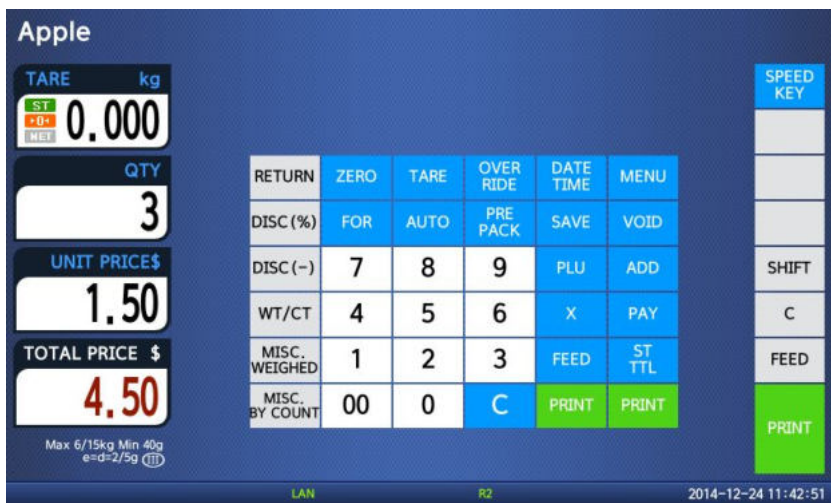 Apple
TARE kg
ST
→0←
NET
0.000
QTY
3
UNIT PRICE$
1.50
TOTAL PRICE $
4.50
Max 6/15kg Min 40g
e=d=2/5g III
RETURN ZERO TARE OVER RIDE DATE TIME MENU
DISC(%) FOR AUTO PRE PACK SAVE VOID
DISC(-) 7 8 9 PLU ADD
WT/CT 4 5 6 X PAY
MISC. WEIGHED 1 2 3 FEED ST TTL
MISC. BY COUNT 00 0 C PRINT PRINT
SPEED
KEY
SHIFT
C
FEED
PRINT
LAN R2 2014-12-24 11:42:51